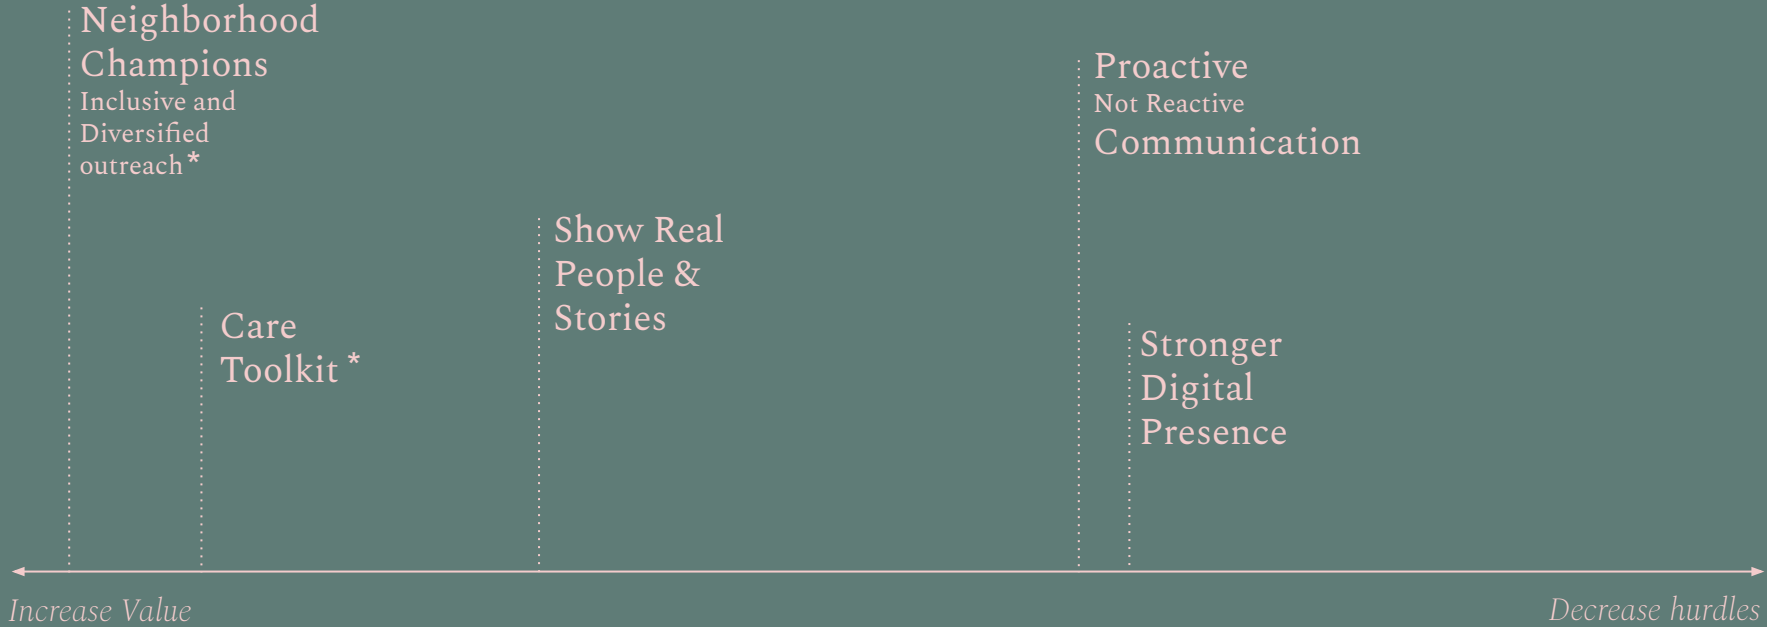 Neighborhood
Champions
Inclusive and
Diversified
outreach *
Care
Toolkit *
Show Real
People &
Stories
Proactive
Not Reactive
Communication
Stronger
Digital
Presence
Increase Value
Decrease hurdles